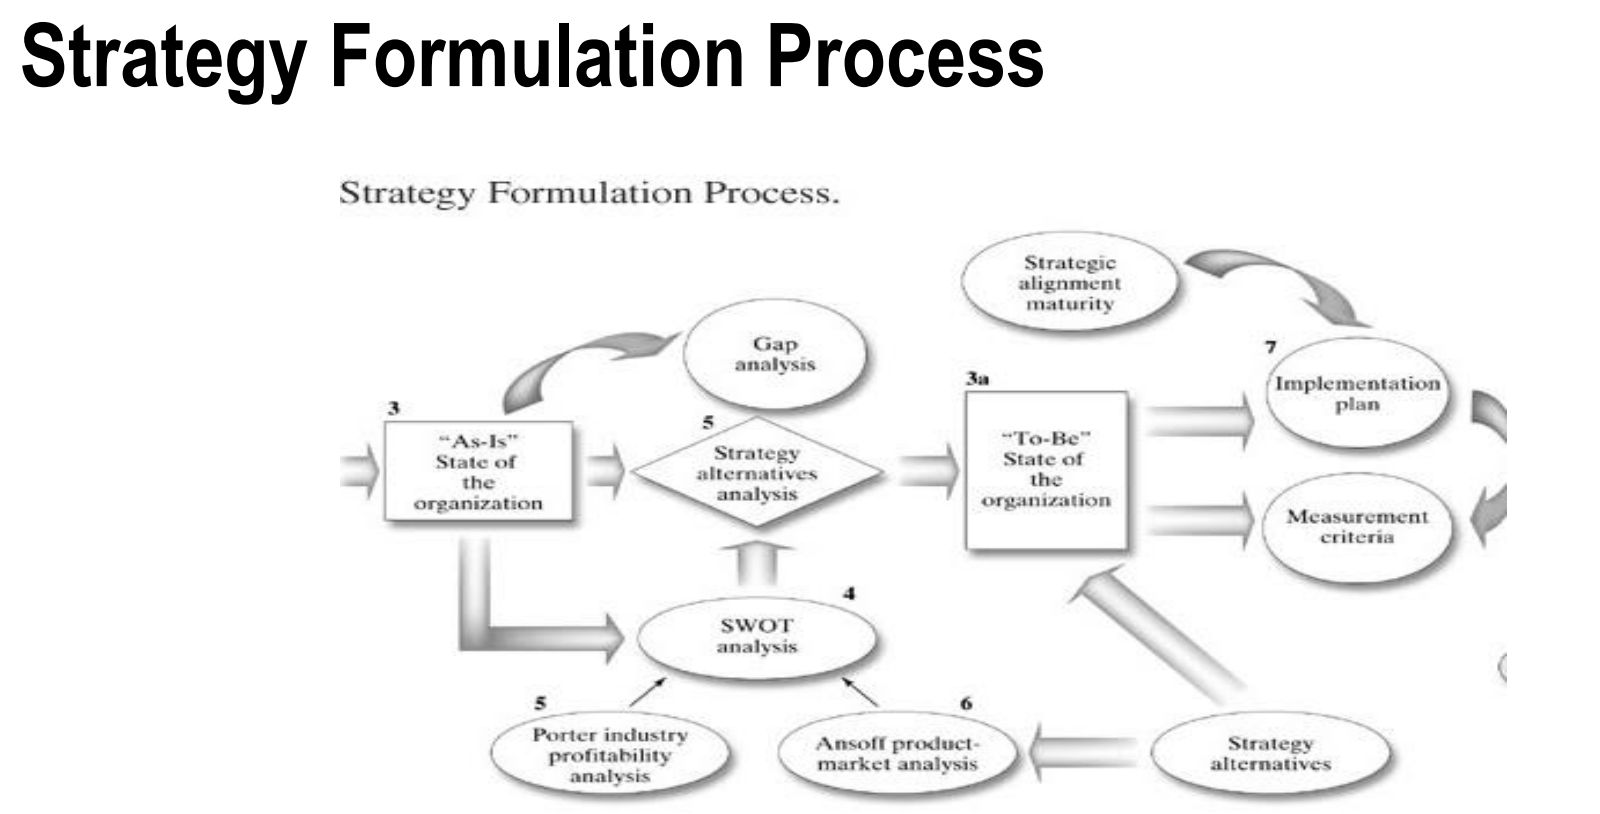 Strategy Formulation Process
Strategy Formulation Process.
Strategic
alignment
maturity
Gap
analysis
7
Implementation
plan
3a
3
5
"As-Is"
State of
the
organization
Strategy
alternatives
analysis
"To-Be"
State of
the
organization
Measurement
criteria
4
SWOT
analysis
5
6
Porter industry
profitability
analysis
Ansoff product-
market analysis
Strategy
alternatives